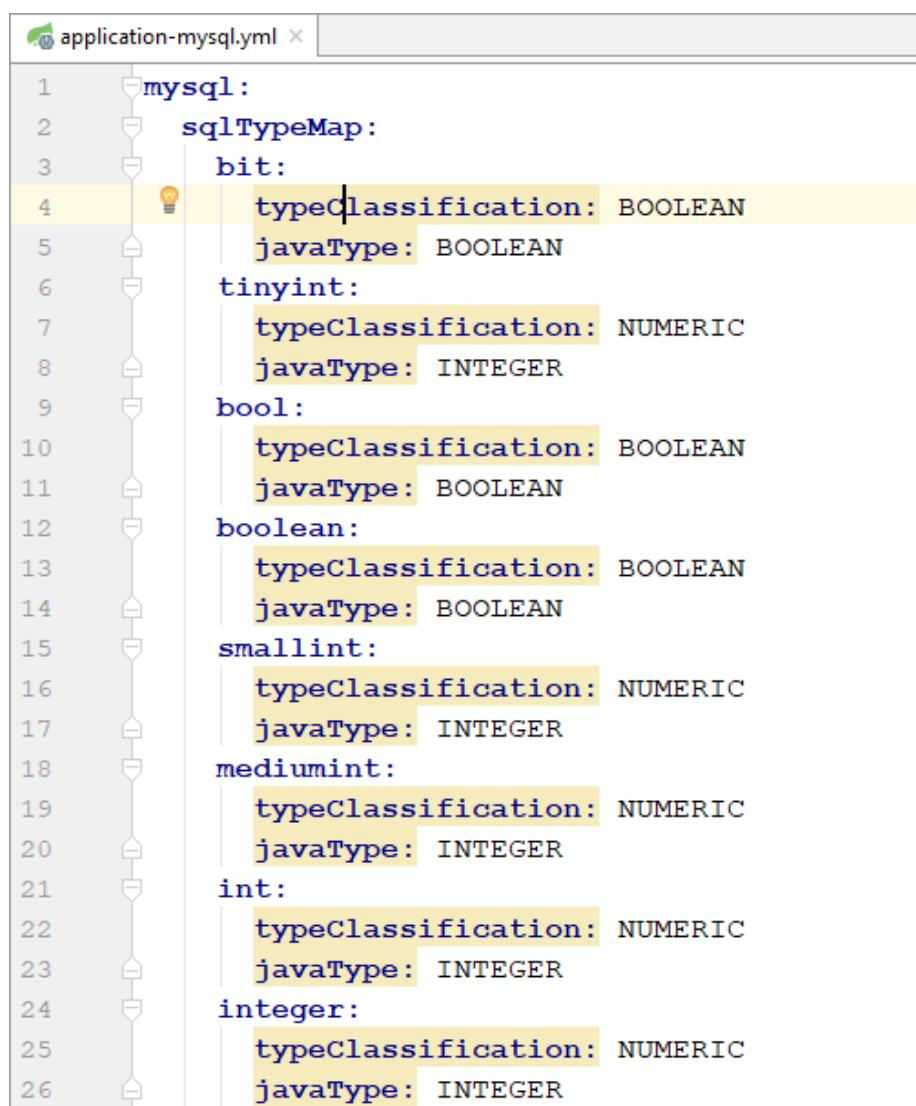 application-mysql.yml
1 mysql:
2 sqlTypeMap:
3 bit:
4 typeClassification: BOOLEAN
5 javaType: BOOLEAN
6 tinyint:
7 typeClassification: NUMERIC
8 javaType: INTEGER
9 bool:
10 typeClassification: BOOLEAN
11 javaType: BOOLEAN
12 boolean:
13 typeClassification: BOOLEAN
14 javaType: BOOLEAN
15 smallint:
16 typeClassification: NUMERIC
17 javaType: INTEGER
18 mediumint:
19 typeClassification: NUMERIC
20 javaType: INTEGER
21 int:
22 typeClassification: NUMERIC
23 javaType: INTEGER
24 integer:
25 typeClassification: NUMERIC
26 javaType: INTEGER